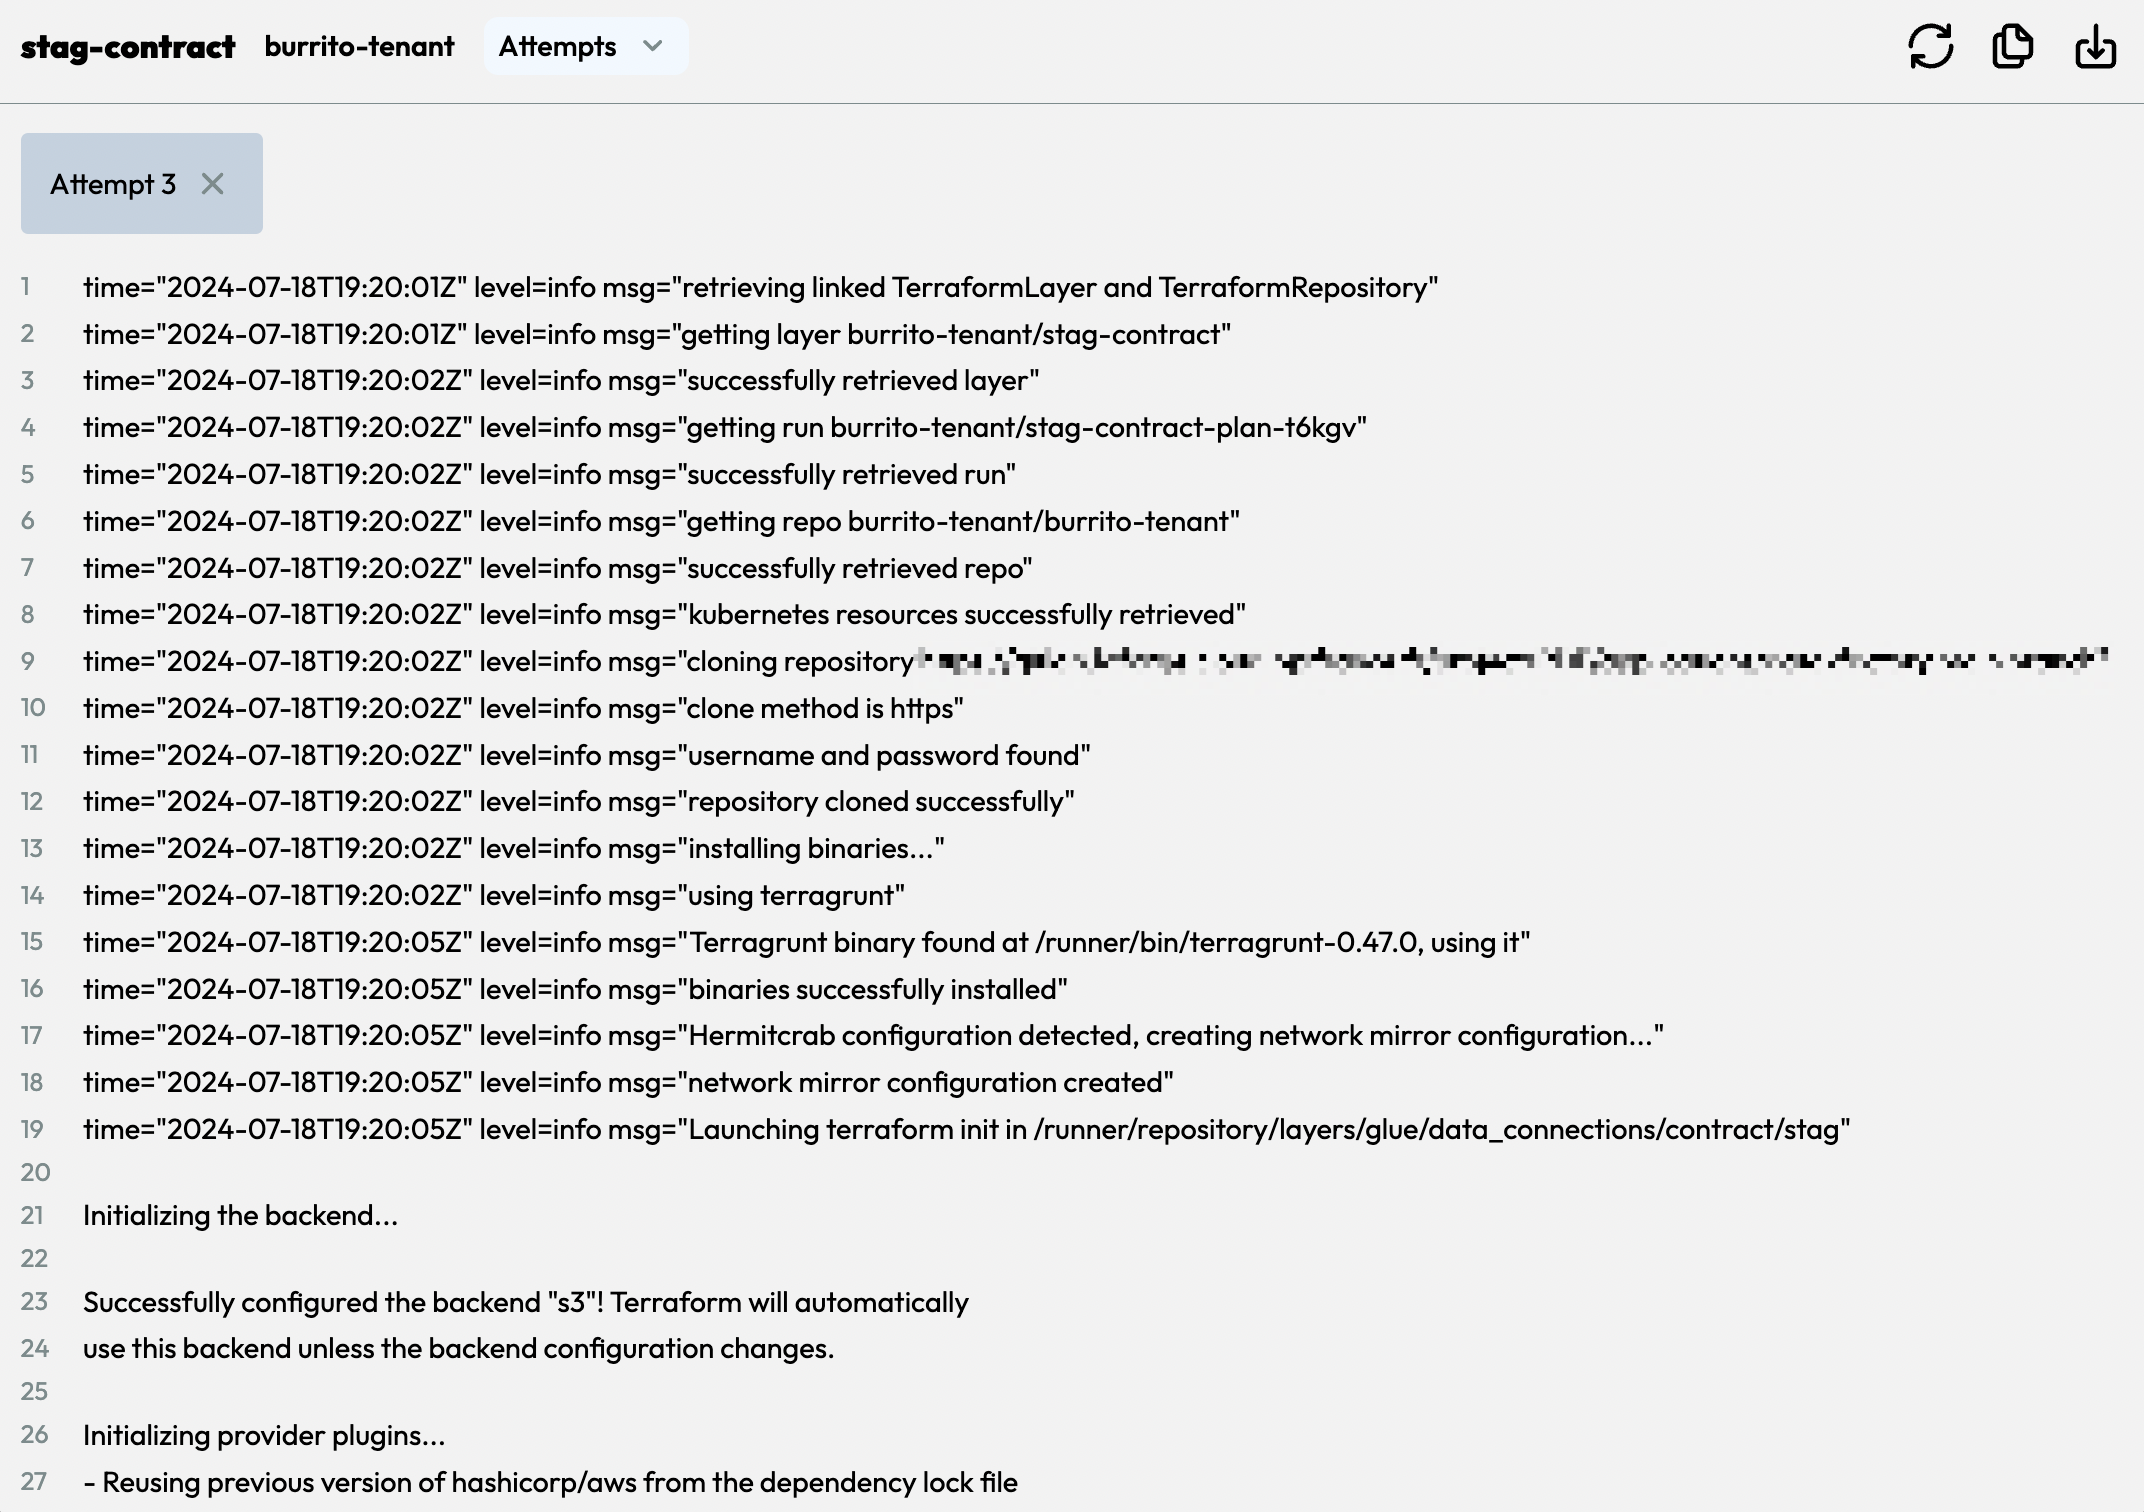 stag-contract burrito-tenant Attempts
Attempt 3
1 time="2024-07-18T19:20:01Z" level=info msg="retrieving linked TerraformLayer and TerraformRepository"
2 time="2024-07-18T19:20:01Z" level=info msg="getting layer burrito-tenant/stag-contract"
3 time="2024-07-18T19:20:02Z" level=info msg="successfully retrieved layer"
4 time="2024-07-18T19:20:02Z" level=info msg="getting run burrito-tenant/stag-contract-plan-t6kgv"
5 time="2024-07-18T19:20:02Z" level=info msg="successfully retrieved run"
6 time="2024-07-18T19:20:02Z" level=info msg="getting repo burrito-tenant/burrito-tenant"
7 time="2024-07-18T19:20:02Z" level=info msg="successfully retrieved repo"
8 time="2024-07-18T19:20:02Z" level=info msg="kubernetes resources successfully retrieved"
9 time="2024-07-18T19:20:02Z" level=info msg="cloning repository
10 time="2024-07-18T19:20:02Z" level=info msg="clone method is https"
11 time="2024-07-18T19:20:02Z" level=info msg="username and password found"
12 time="2024-07-18T19:20:02Z" level=info msg="repository cloned successfully"
13 time="2024-07-18T19:20:02Z" level=info msg="installing binaries..."
14 time="2024-07-18T19:20:02Z" level=info msg="using terragrunt"
15 time="2024-07-18T19:20:05Z" level=info msg="Terragrunt binary found at /runner/bin/terragrunt-0.47.0, using it"
16 time="2024-07-18T19:20:05Z" level=info msg="binaries successfully installed"
17 time="2024-07-18T19:20:05Z" level=info msg="Hermitcrab configuration detected, creating network mirror configuration..."
18 time="2024-07-18T19:20:05Z" level=info msg="network mirror configuration created"
19 time="2024-07-18T19:20:05Z" level=info msg="Launching terraform init in /runner/repository/layers/glue/data_connections/contract/stag"
20
21 Initializing the backend...
22
23 Successfully configured the backend "s3"! Terraform will automatically
24 use this backend unless the backend configuration changes.
25
26 Initializing provider plugins...
27 - Reusing previous version of hashicorp/aws from the dependency lock file